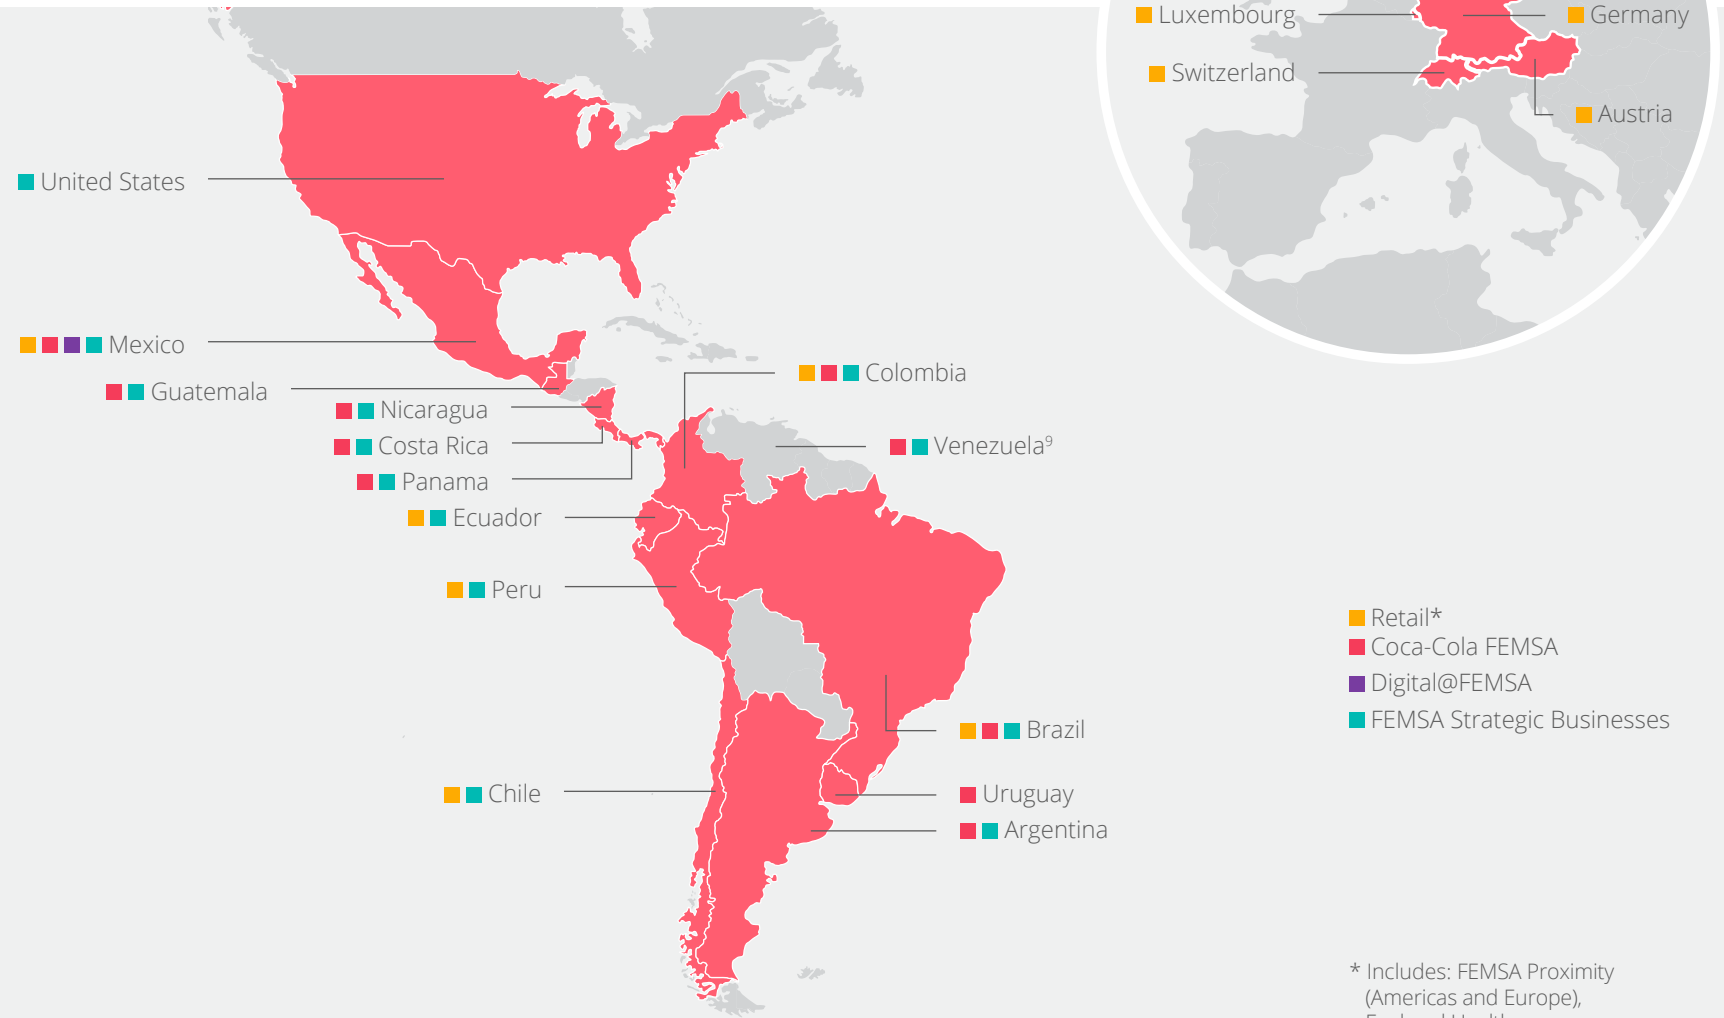 Luxembourg
Germany
Switzerland
Austria
United States
Mexico
Guatemala
Nicaragua
Costa Rica
Panama
Ecuador
Peru
Chile
Colombia
Venezuela⁹
Brazil
Uruguay
Argentina
Retail*
Coca-Cola FEMSA
Digital@FEMSA
FEMSA Strategic Businesses
* Includes: FEMSA Proximity
(Americas and Europe),